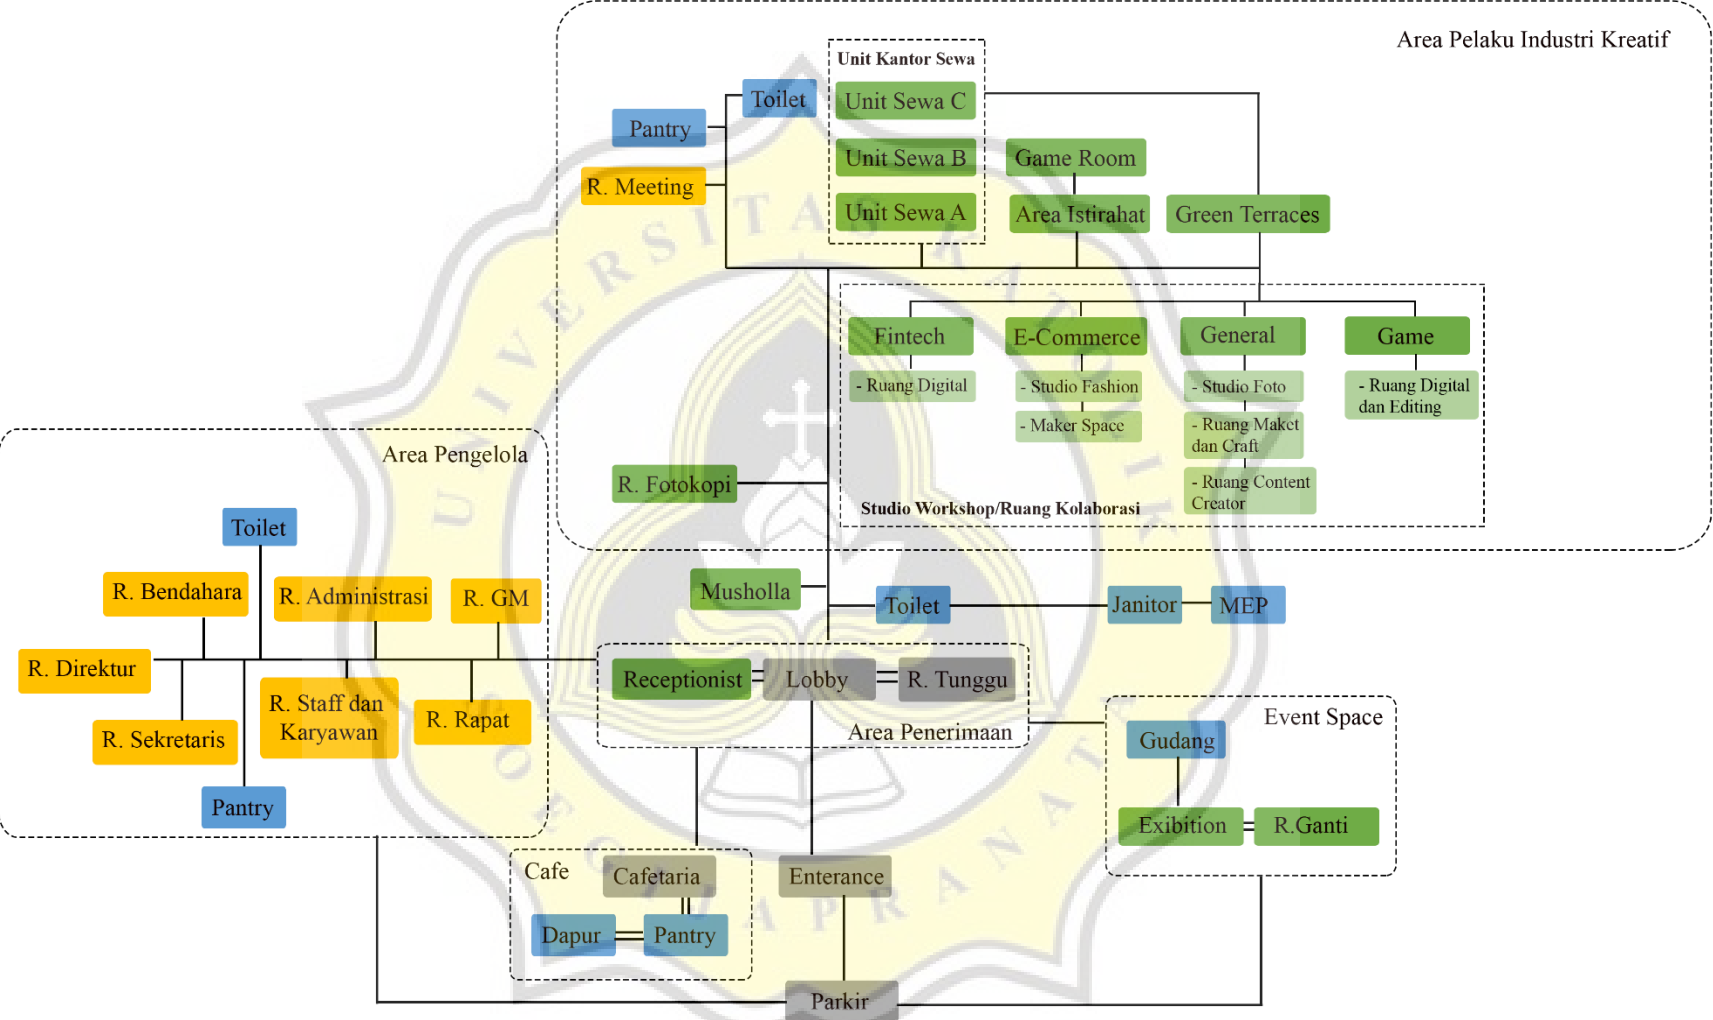 Area Pelaku Industri Kreatif
Unit Kantor Sewa
Toilet
Unit Sewa C
Pantry
Unit Sewa B
Game Room
R. Meeting
Unit Sewa A
Area Istirahat
Green Terraces
Fintech
E-Commerce
General
Game
- Ruang Digital
- Studio Fashion
- Studio Foto
- Ruang Digital
dan Editing
- Maker Space
- Ruang Maket
dan Craft
- Ruang Content
Creator
R. Fotokopi
Studio Workshop/Ruang Kolaborasi
Area Pengelola
Toilet
R. Bendahara
R. Administrasi
R. GM
R. Direktur
R. Sekretaris
R. Staff dan
Karyawan
R. Rapat
Pantry
Musholla
Toilet
Janitor
MEP
Receptionist
Lobby
R. Tunggu
Area Penerimaan
Event Space
Gudang
Exibition
R.Ganti
Cafe
Cafetaria
Enterance
Dapur
Pantry
Parkir
UNIVERSITAS KATOLIK
SOEGIJAPRANATA